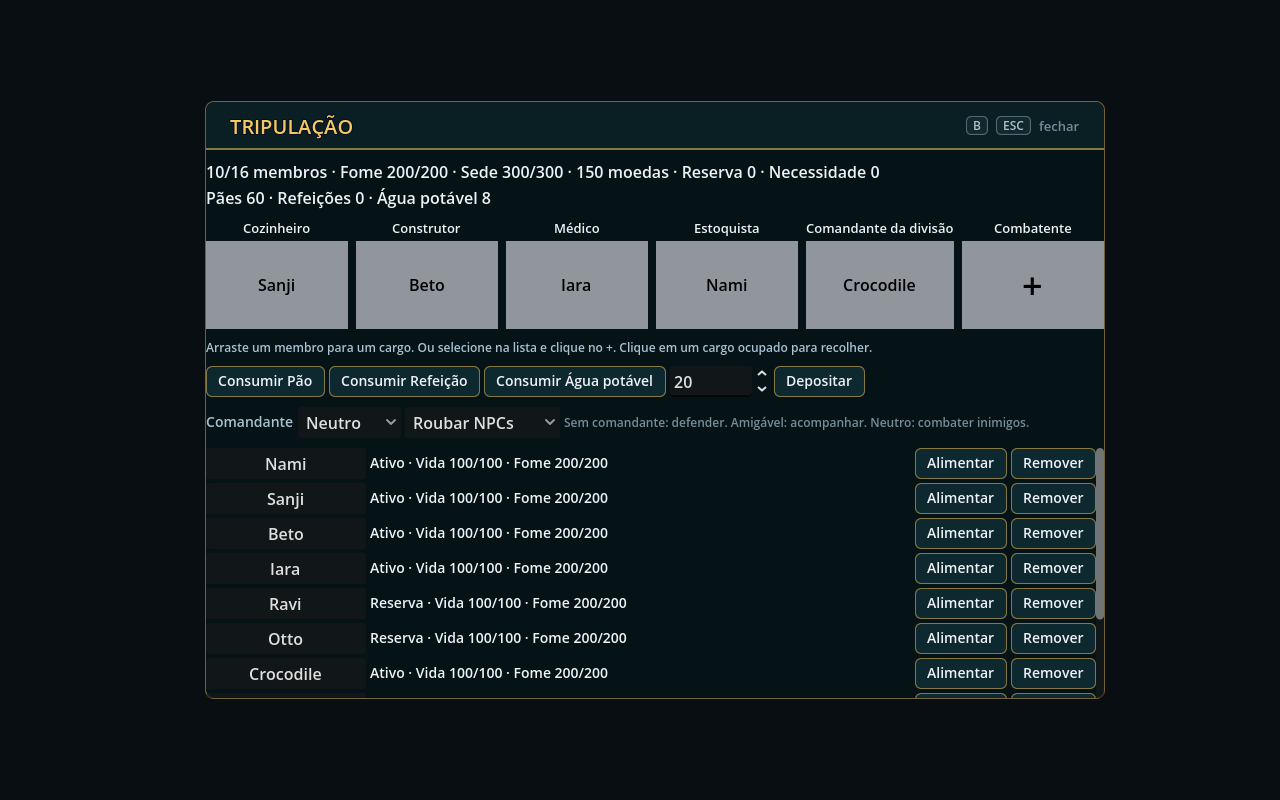 TRIPULAÇÃO B ESC fechar
10/16 membros · Fome 200/200 · Sede 300/300 · 150 moedas · Reserva 0 · Necessidade 0
Pães 60 · Refeições 0 · Água potável 8
Cozinheiro Construtor Médico Estoquista Comandante da divisão Combatente
Sanji Beto Iara Nami Crocodile +
Arraste um membro para um cargo. Ou selecione na lista e clique no +. Clique em um cargo ocupado para recolher.
Consumir Pão Consumir Refeição Consumir Água potável 20 Depositar
Comandante Neutro Roubar NPCs Sem comandante: defender. Amigável: acompanhar. Neutro: combater inimigos.
Nami Ativo · Vida 100/100 · Fome 200/200 Alimentar Remover
Sanji Ativo · Vida 100/100 · Fome 200/200 Alimentar Remover
Beto Ativo · Vida 100/100 · Fome 200/200 Alimentar Remover
Iara Ativo · Vida 100/100 · Fome 200/200 Alimentar Remover
Ravi Reserva · Vida 100/100 · Fome 200/200 Alimentar Remover
Otto Reserva · Vida 100/100 · Fome 200/200 Alimentar Remover
Crocodile Ativo · Vida 100/100 · Fome 200/200 Alimentar Remover